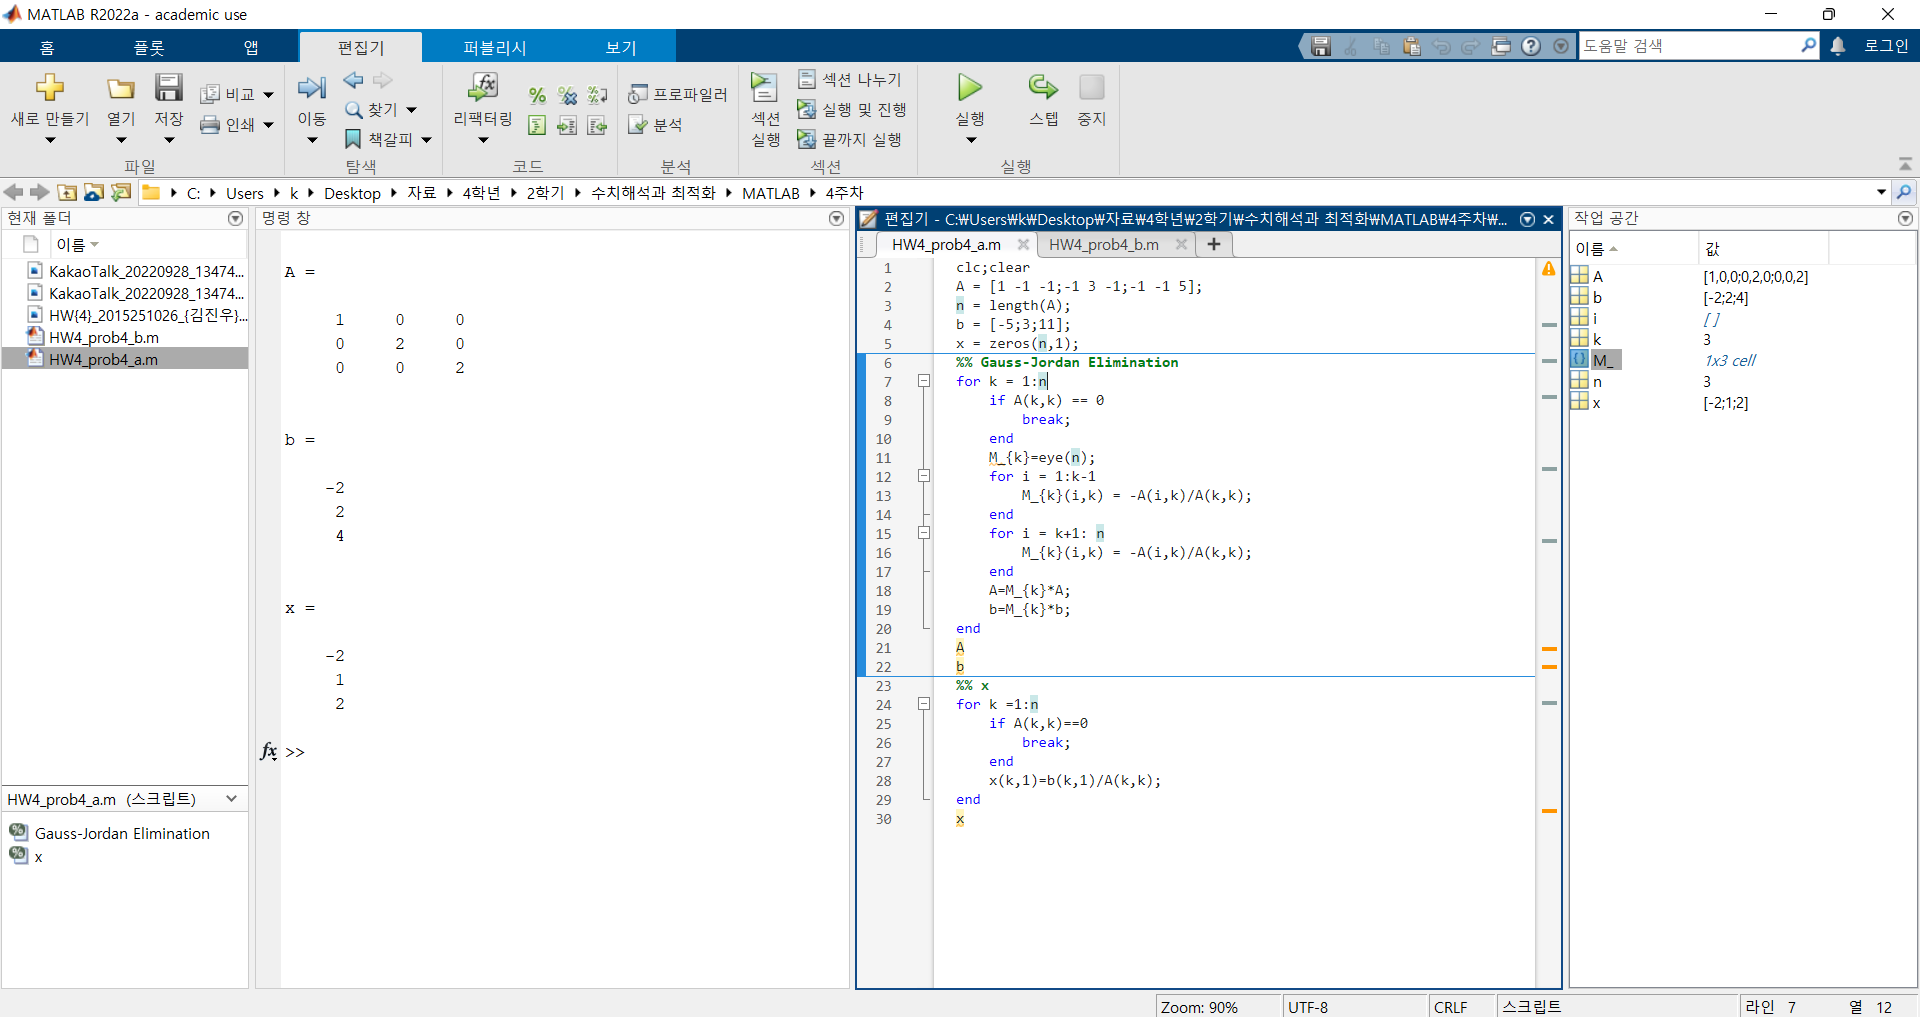 MATLAB R2022a - academic use
홈 플롯 앱 편집기 퍼블리시 보기 도움말 검색 로그인
새로 만들기 열기 저장 비교 인쇄 이동 찾기 책갈피 리팩터링 프로파일러 분석 섹션 실행 섹션 나누기 실행 및 진행 끝까지 실행 실행 스텝 중지
파일 탐색 코드 분석 섹션 실행
C: Users k Desktop 자료 4학년 2학기 수치해석과 최적화 MATLAB 4주차
현재 폴더
이름
KakaoTalk_20220928_13474...
KakaoTalk_20220928_13474...
HW{4}_2015251026_{김진우}...
HW4_prob4_b.m
HW4_prob4_a.m
HW4_prob4_a.m (스크립트)
Gauss-Jordan Elimination
x
명령 창
A =
1 0 0
0 2 0
0 0 2
b =
-2
2
4
x =
-2
1
2
fx >>
편집기 - C:₩Users₩k₩Desktop₩자료₩4학년₩2학기₩수치해석과 최적화₩MATLAB₩4주차₩...
HW4_prob4_a.m HW4_prob4_b.m
1 clc;clear
2 A = [1 -1 -1;-1 3 -1;-1 -1 5];
3 n = length(A);
4 b = [-5;3;11];
5 x = zeros(n,1);
6 %% Gauss-Jordan Elimination
7 for k = 1:n
8 if A(k,k) == 0
9 break;
10 end
11 M_{k}=eye(n);
12 for i = 1:k-1
13 M_{k}(i,k) = -A(i,k)/A(k,k);
14 end
15 for i = k+1: n
16 M_{k}(i,k) = -A(i,k)/A(k,k);
17 end
18 A=M_{k}*A;
19 b=M_{k}*b;
20 end
21 A
22 b
23 %% x
24 for k =1:n
25 if A(k,k)==0
26 break;
27 end
28 x(k,1)=b(k,1)/A(k,k);
29 end
30 x
작업 공간
이름 값
A [1,0,0;0,2,0;0,0,2]
b [-2;2;4]
i []
k 3
M_ 1x3 cell
n 3
x [-2;1;2]
Zoom: 90% UTF-8 CRLF 스크립트 라인 7 열 12